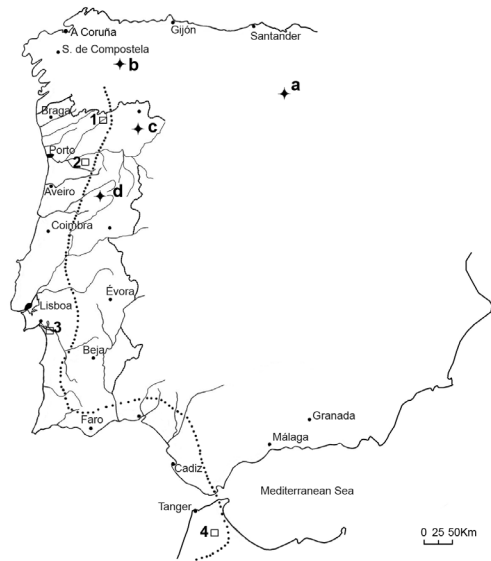 Gijón
Santander
A Coruña
S. de Compostela
b
a
Braga
1
c
Porto
2
Aveiro
d
Coimbra
Évora
Lisboa
3
Beja
Faro
Granada
Málaga
Cadiz
Mediterranean Sea
Tanger
4
0 25 50Km